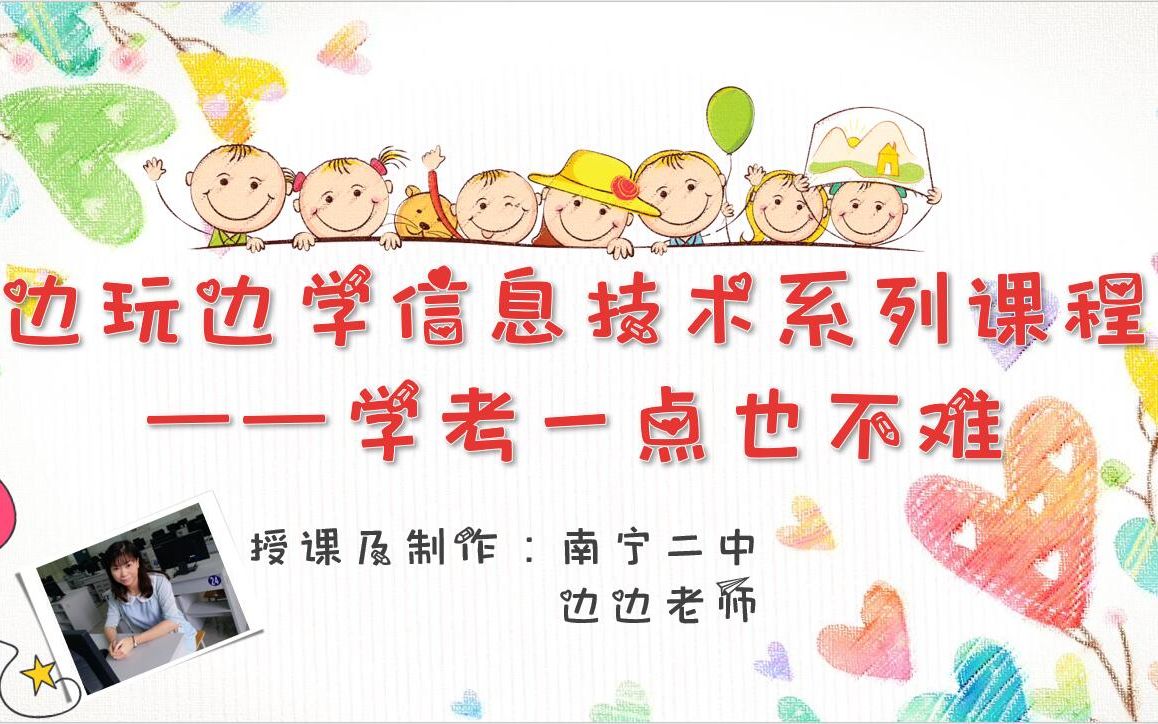 边玩边学信息技术系列课程
——学考一点也不难
授课及制作：南宁二中
边边老师
24